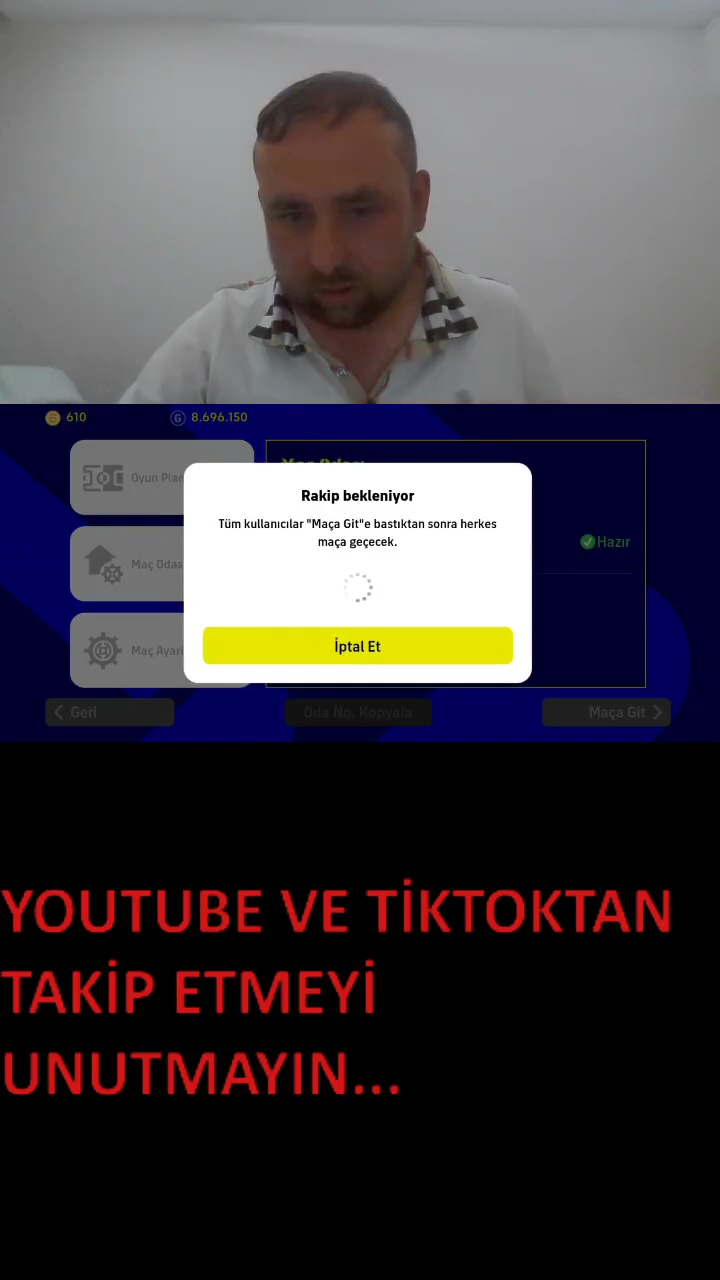 610
8.696.150
Oyun Plan
Rakip bekleniyor
Tüm kullanıcılar "Maça Git"e bastıktan sonra herkes
maça geçecek.
Hazır
Maç Odas
İptal Et
Maç Ayarl
Geri
Oda No. Kopyala
Maça Git
YOUTUBE VE TİKTOKTAN
TAKİP ETMEYİ
UNUTMAYIN...